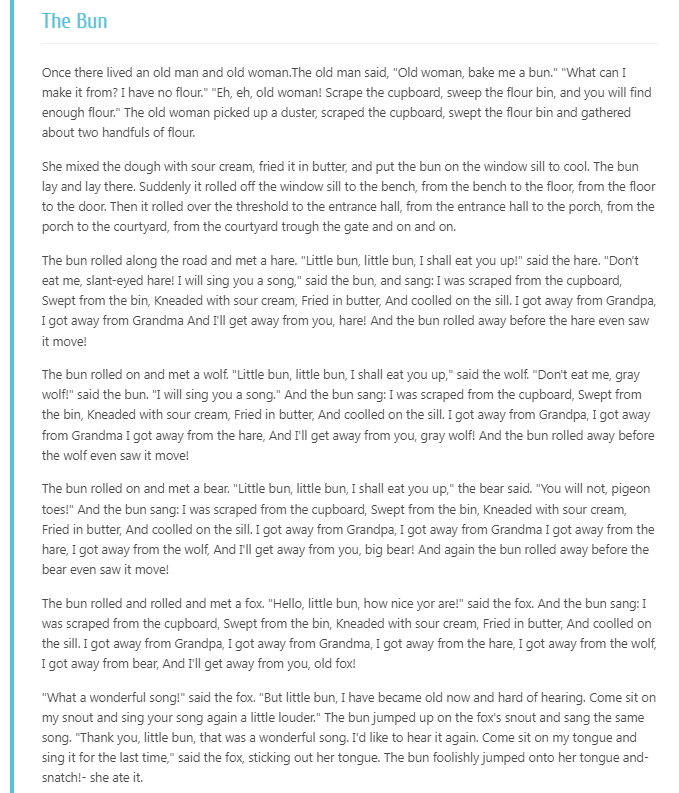 The Bun
Once there lived an old man and old woman.The old man said, "Old woman, bake me a bun." "What can I
make it from? I have no flour." "Eh, eh, old woman! Scrape the cupboard, sweep the flour bin, and you will find
enough flour." The old woman picked up a duster, scraped the cupboard, swept the flour bin and gathered
about two handfuls of flour.
She mixed the dough with sour cream, fried it in butter, and put the bun on the window sill to cool. The bun
lay and lay there. Suddenly it rolled off the window sill to the bench, from the bench to the floor, from the floor
to the door. Then it rolled over the threshold to the entrance hall, from the entrance hall to the porch, from the
porch to the courtyard, from the courtyard trough the gate and on and on.
The bun rolled along the road and met a hare. "Little bun, little bun, I shall eat you up!" said the hare. "Don't
eat me, slant-eyed hare! I will sing you a song," said the bun, and sang: I was scraped from the cupboard,
Swept from the bin, Kneaded with sour cream, Fried in butter, And coolled on the sill. I got away from Grandpa,
I got away from Grandma And I'll get away from you, hare! And the bun rolled away before the hare even saw
it move!
The bun rolled on and met a wolf. "Little bun, little bun, I shall eat you up," said the wolf. "Don't eat me, gray
wolf!" said the bun. "I will sing you a song." And the bun sang: I was scraped from the cupboard, Swept from
the bin, Kneaded with sour cream, Fried in butter, And coolled on the sill. I got away from Grandpa, I got away
from Grandma I got away from the hare, And I'll get away from you, gray wolf! And the bun rolled away before
the wolf even saw it move!
The bun rolled on and met a bear. "Little bun, little bun, I shall eat you up," the bear said. "You will not, pigeon
toes!" And the bun sang: I was scraped from the cupboard, Swept from the bin, Kneaded with sour cream,
Fried in butter, And coolled on the sill. I got away from Grandpa, I got away from Grandma I got away from the
hare, I got away from the wolf, And I'll get away from you, big bear! And again the bun rolled away before the
bear even saw it move!
The bun rolled and rolled and met a fox. "Hello, little bun, how nice yor are!" said the fox. And the bun sang: I
was scraped from the cupboard, Swept from the bin, Kneaded with sour cream, Fried in butter, And coolled on
the sill. I got away from Grandpa, I got away from Grandma, I got away from the hare, I got away from the wolf,
I got away from bear, And I'll get away from you, old fox!
"What a wonderful song!" said the fox. "But little bun, I have became old now and hard of hearing. Come sit on
my snout and sing your song again a little louder." The bun jumped up on the fox's snout and sang the same
song. "Thank you, little bun, that was a wonderful song. I'd like to hear it again. Come sit on my tongue and
sing it for the last time," said the fox, sticking out her tongue. The bun foolishly jumped onto her tongue and-
snatch!- she ate it.